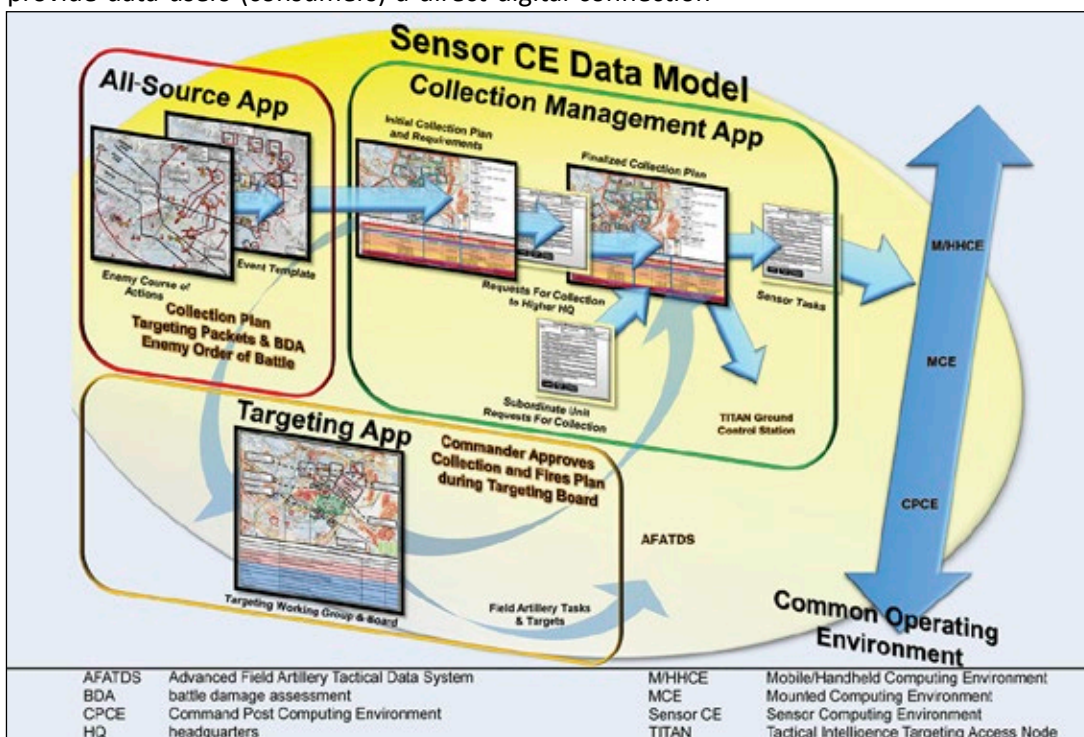 provide data users (consumers) a direct digital connection
Sensor CE Data Model
All-Source App
Collection Management App
Initial Collection Plan
and Requirements
Finalized Collection Plan
Event Template
Enemy Course of
Actions
Collection Plan
Targeting Packets & BDA
Enemy Order of Battle
Requests For Collection
to Higher HQ
Sensor Tasks
Subordinate Unit
Requests For Collection
TITAN Ground
Control Station
M/HHCE
MCE
CPCE
Targeting App
Commander Approves
Collection and Fires Plan
during Targeting Board
AFATDS
Targeting Working Group & Board
Field Artillery Tasks
& Targets
Common Operating
Environment
AFATDS Advanced Field Artillery Tactical Data System
BDA battle damage assessment
CPCE Command Post Computing Environment
HQ headquarters
M/HHCE Mobile/Handheld Computing Environment
MCE Mounted Computing Environment
Sensor CE Sensor Computing Environment
TITAN Tactical Intelligence Targeting Access Node